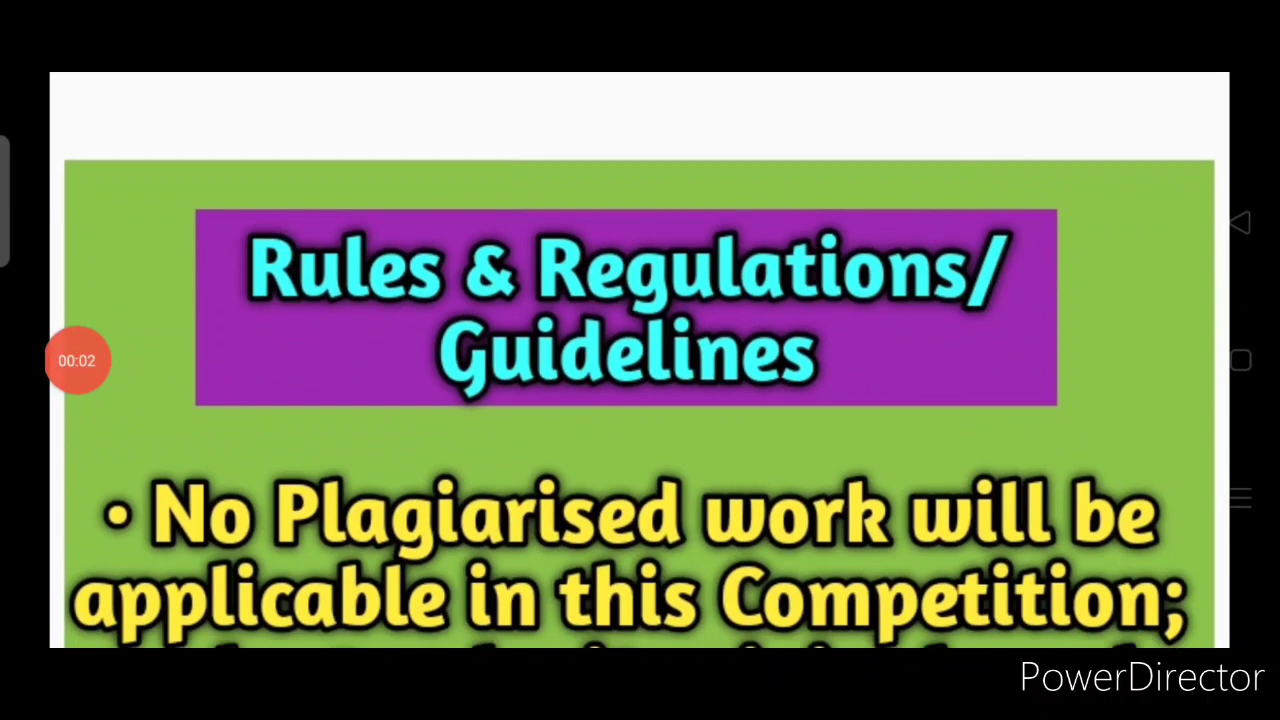 Rules & Regulations/
Guidelines
• No Plagiarised work will be
applicable in this Competition;
00:02
PowerDirector